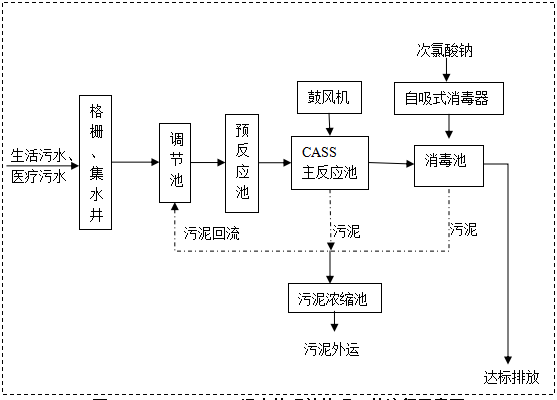 次氯酸钠
鼓风机
自吸式消毒器
生活污水、
医疗污水
格栅、集水井
调节池
预反应池
CASS
主反应池
消毒池
污泥回流
污泥
污泥
污泥浓缩池
污泥外运
达标排放